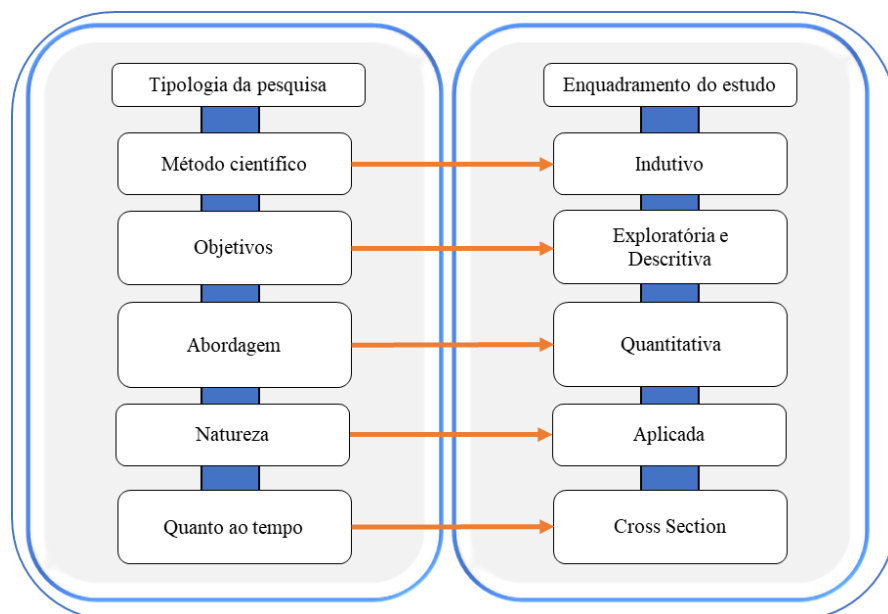 Tipologia da pesquisa
Enquadramento do estudo
Método científico
Indutivo
Objetivos
Exploratória e
Descritiva
Abordagem
Quantitativa
Natureza
Aplicada
Quanto ao tempo
Cross Section